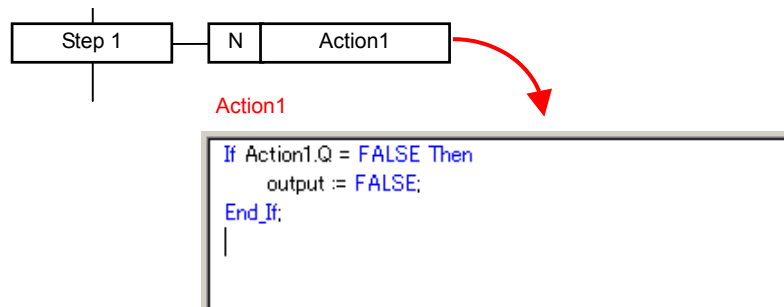 Step 1
N
Action1
Action1
If Action1.Q = FALSE Then
output := FALSE;
End_If;